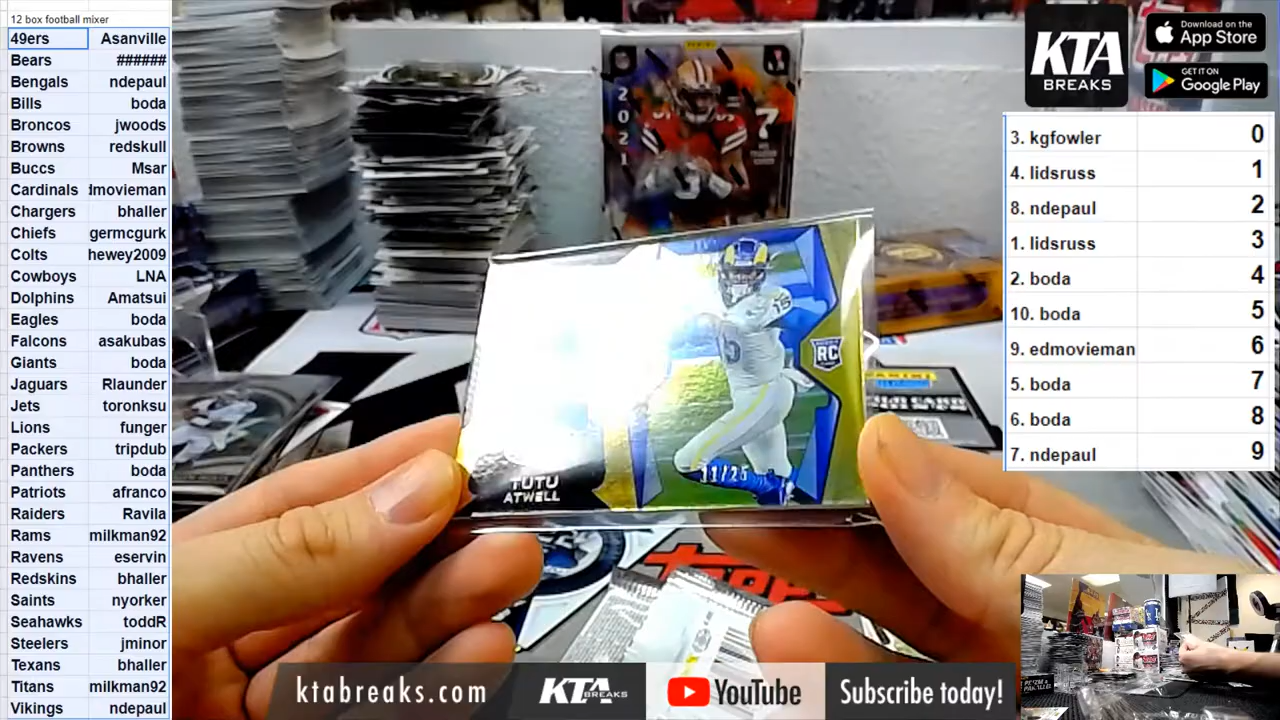 12 box football mixer
49ers Asanville
Bears ######
Bengals ndepaul
Bills boda
Broncos jwoods
Browns redskull
Buccs Msar
Cardinals dmovieman
Chargers bhaller
Chiefs germcgurk
Colts hewey2009
Cowboys LNA
Dolphins Amatsui
Eagles boda
Falcons asakubas
Giants boda
Jaguars Rlaunder
Jets toronksu
Lions funger
Packers tripdub
Panthers boda
Patriots afranco
Raiders Ravila
Rams milkman92
Ravens eservin
Redskins bhaller
Saints nyorker
Seahawks toddR
Steelers jminor
Texans bhaller
Titans milkman92
Vikings ndepaul
2021
7
RC
15
11/25
TUTU
ATWELL
TOPPS
KTA
BREAKS
Download on the
App Store
GET IT ON
Google Play
3. kgfowler 0
4. lidsruss 1
8. ndepaul 2
1. lidsruss 3
2. boda 4
10. boda 5
9. edmovieman 6
5. boda 7
6. boda 8
7. ndepaul 9
ktabreaks.com
KTA
BREAKS
YouTube
Subscribe today!